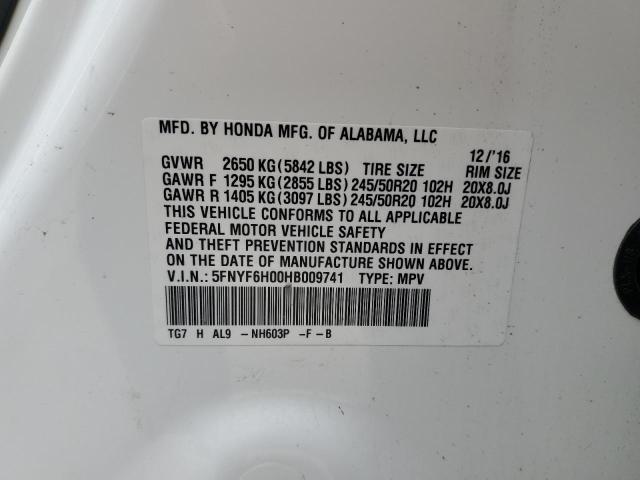 MFD. BY HONDA MFG. OF ALABAMA, LLC
12/'16
GVWR 2650 KG(5842 LBS) TIRE SIZE RIM SIZE
GAWR F 1295 KG(2855 LBS)245/50R20 102H 20X8.0J
GAWR R 1405 KG(3097 LBS)245/50R20 102H 20X8.0J
THIS VEHICLE CONFORMS TO ALL APPLICABLE
FEDERAL MOTOR VEHICLE SAFETY
AND THEFT PREVENTION STANDARDS IN EFFECT
ON THE DATE OF MANUFACTURE SHOWN ABOVE.
V.I.N.: 5FNYF6H00HB009741 TYPE: MPV
TG7 H AL9 -NH603P -F-B